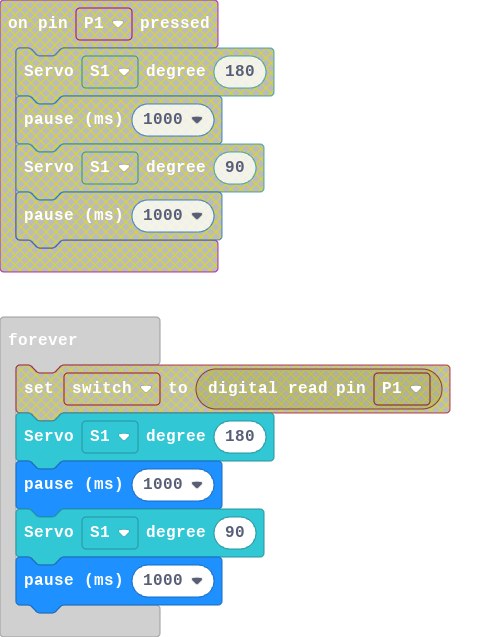 on pin P1 pressed
Servo S1 degree 180
pause (ms) 1000
Servo S1 degree 90
pause (ms) 1000
forever
set switch to digital read pin P1
Servo S1 degree 180
pause (ms) 1000
Servo S1 degree 90
pause (ms) 1000